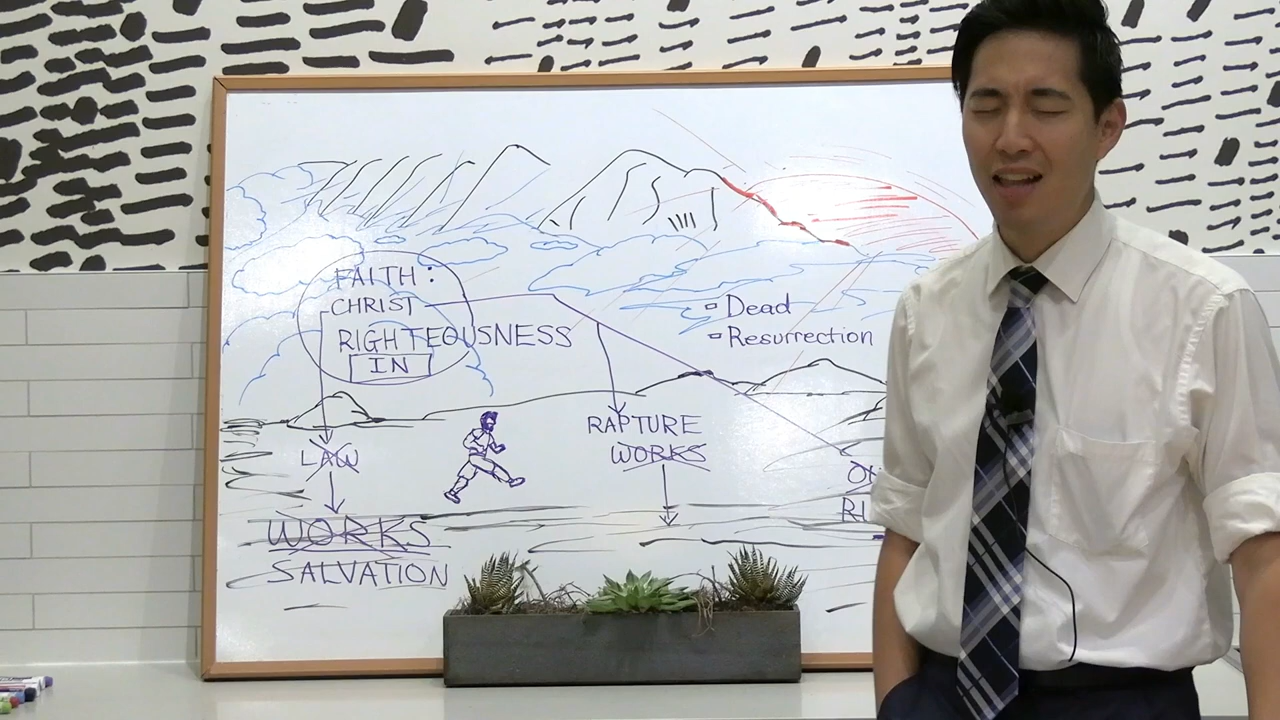 FAITH:
CHRIST
RIGHTEOUSNESS
IN
LAW
WORKS
SALVATION
RAPTURE
WORKS
Dead
Resurrection